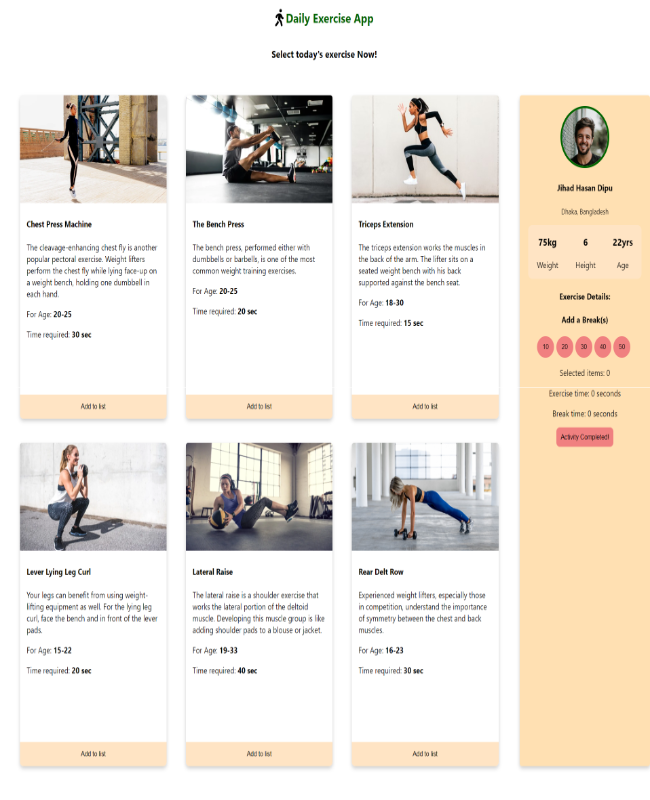 Daily Exercise App
Select today's exercise Now!
Chest Press Machine
The cleavage-enhancing chest fly is another
popular pectoral exercise. Weight lifters
perform the chest fly while lying face-up on
a weight bench, holding one dumbbell in
each hand.
For Age: 20-25
Time required: 30 sec
Add to list
The Bench Press
The bench press, performed either with
dumbbells or barbells, is one of the most
common weight training exercises.
For Age: 20-25
Time required: 20 sec
Add to list
Triceps Extension
The triceps extension works the muscles in
the back of the arm. The lifter sits on a
seated weight bench with his back
supported against the bench seat.
For Age: 18-30
Time required: 15 sec
Add to list
Lever Lying Leg Curl
Your legs can benefit from using weight-
lifting equipment as well. For the lying leg
curl, face the bench and in front of the lever
pads.
For Age: 15-22
Time required: 20 sec
Add to list
Lateral Raise
The lateral raise is a shoulder exercise that
works the lateral portion of the deltoid
muscle. Developing this muscle group is like
adding shoulder pads to a blouse or jacket.
For Age: 19-33
Time required: 40 sec
Add to list
Rear Delt Row
Experienced weight lifters, especially those
in competition, understand the importance
of symmetry between the chest and back
muscles.
For Age: 16-23
Time required: 30 sec
Add to list
Jihad Hasan Dipu
Dhaka, Bangladesh
75kg 6 22yrs
Weight Height Age
Exercise Details:
Add a Break(s)
10 20 30 40 50
Selected items: 0
Exercise time: 0 seconds
Break time: 0 seconds
Activity Completed!